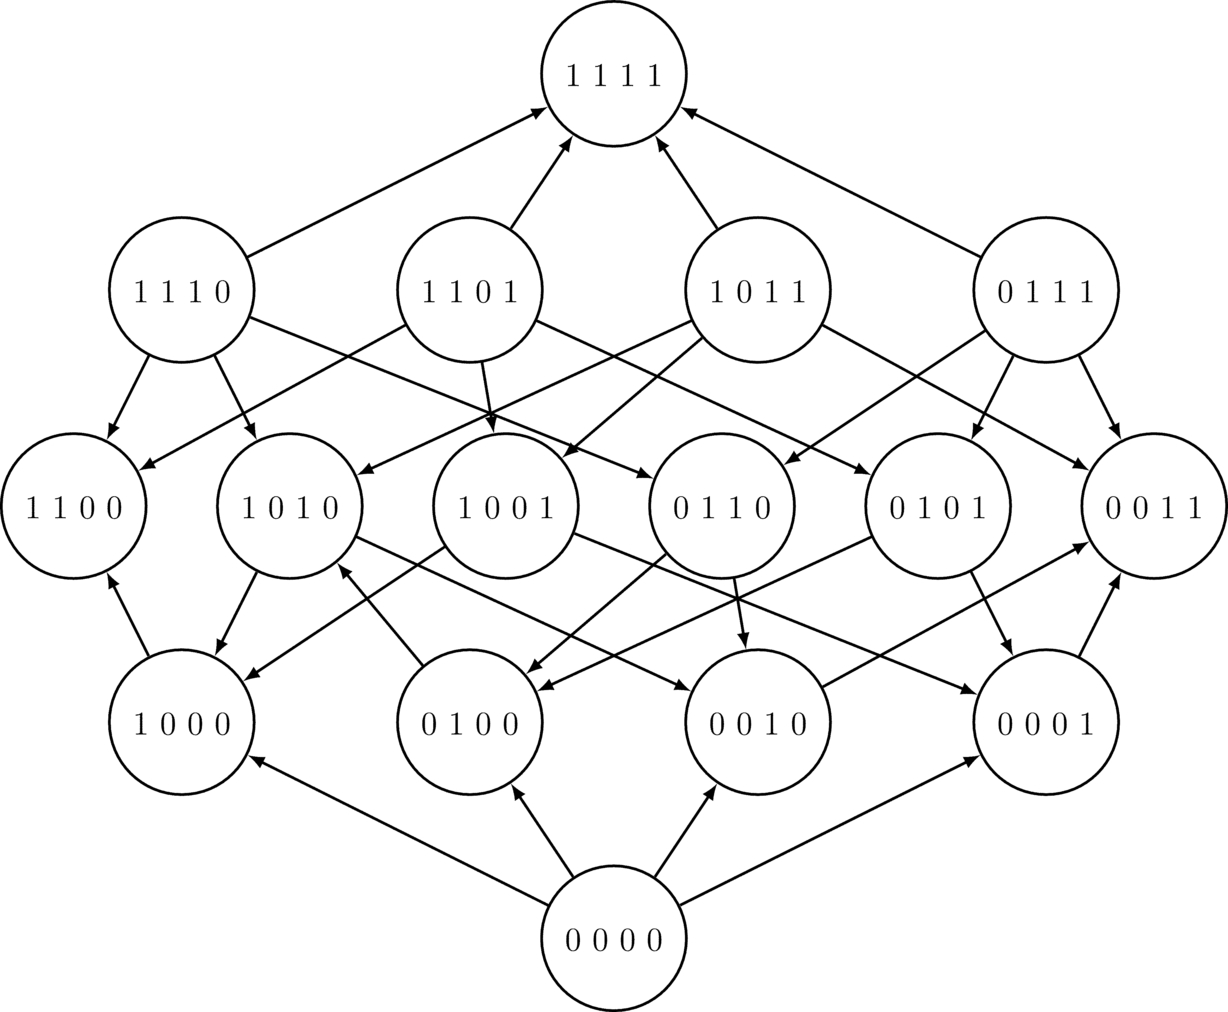 1 1 1 1
1 1 1 0
1 1 0 1
1 0 1 1
0 1 1 1
1 1 0 0
1 0 1 0
1 0 0 1
0 1 1 0
0 1 0 1
0 0 1 1
1 0 0 0
0 1 0 0
0 0 1 0
0 0 0 1
0 0 0 0